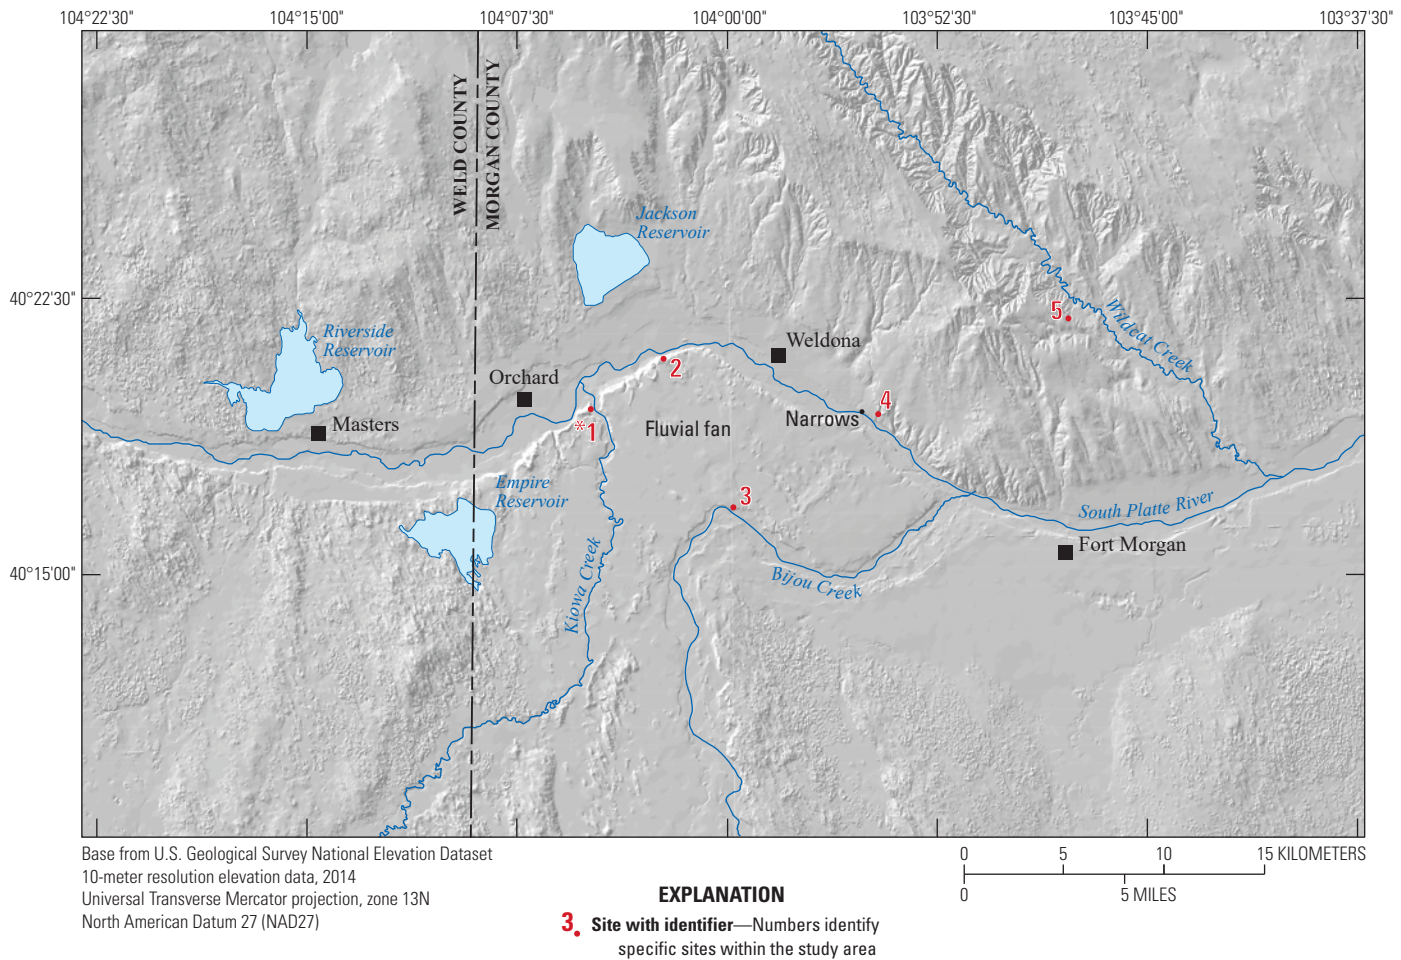 104°22'30"
104°15'00"
104°07'30"
104°00'00"
103°52'30"
103°45'00"
103°37'30"
WELD COUNTY
MORGAN COUNTY
Jackson
Reservoir
40°22'30"
Riverside
Reservoir
5
Wildcat Creek
Weldona
2
Orchard
4
Masters
*1
Fluvial fan
Narrows
Empire
Reservoir
3
South Platte River
Fort Morgan
40°15'00"
Kiowa Creek
Bijou Creek
Base from U.S. Geological Survey National Elevation Dataset
10-meter resolution elevation data, 2014
Universal Transverse Mercator projection, zone 13N
North American Datum 27 (NAD27)
0 5 10 15 KILOMETERS
0 5 MILES
EXPLANATION
3. Site with identifier—Numbers identify
specific sites within the study area